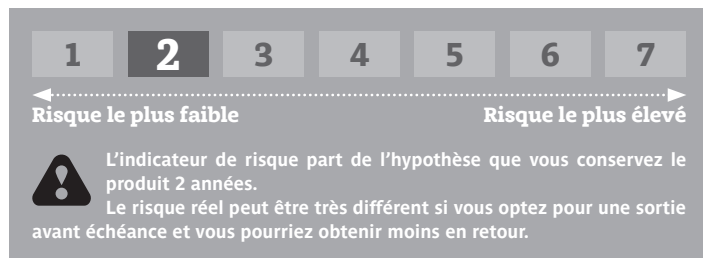 1 2 3 4 5 6 7
Risque le plus faible Risque le plus élevé
L’indicateur de risque part de l’hypothèse que vous conservez le
produit 2 années.
Le risque réel peut être très différent si vous optez pour une sortie
avant échéance et vous pourriez obtenir moins en retour.